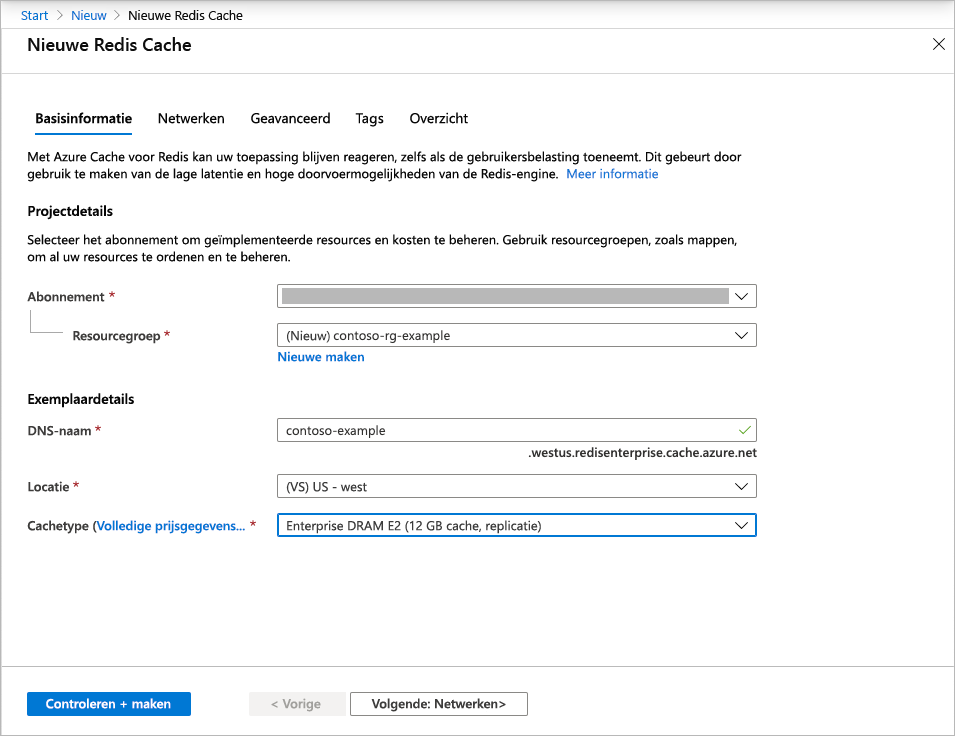 Start > Nieuw > Nieuwe Redis Cache
Nieuwe Redis Cache
Basisinformatie Netwerken Geavanceerd Tags Overzicht
Met Azure Cache voor Redis kan uw toepassing blijven reageren, zelfs als de gebruikersbelasting toeneemt. Dit gebeurt door
gebruik te maken van de lage latentie en hoge doorvoermogelijkheden van de Redis-engine. Meer informatie
Projectdetails
Selecteer het abonnement om geïmplementeerde resources en kosten te beheren. Gebruik resourcegroepen, zoals mappen,
om al uw resources te ordenen en te beheren.
Abonnement *
Resourcegroep * (Nieuw) contoso-rg-example
Nieuwe maken
Exemplaardetails
DNS-naam * contoso-example
.westus.redisenterprise.cache.azure.net
Locatie * (VS) US - west
Cachetype (Volledige prijsgegevens... * Enterprise DRAM E2 (12 GB cache, replicatie)
Controleren + maken < Vorige Volgende: Netwerken>